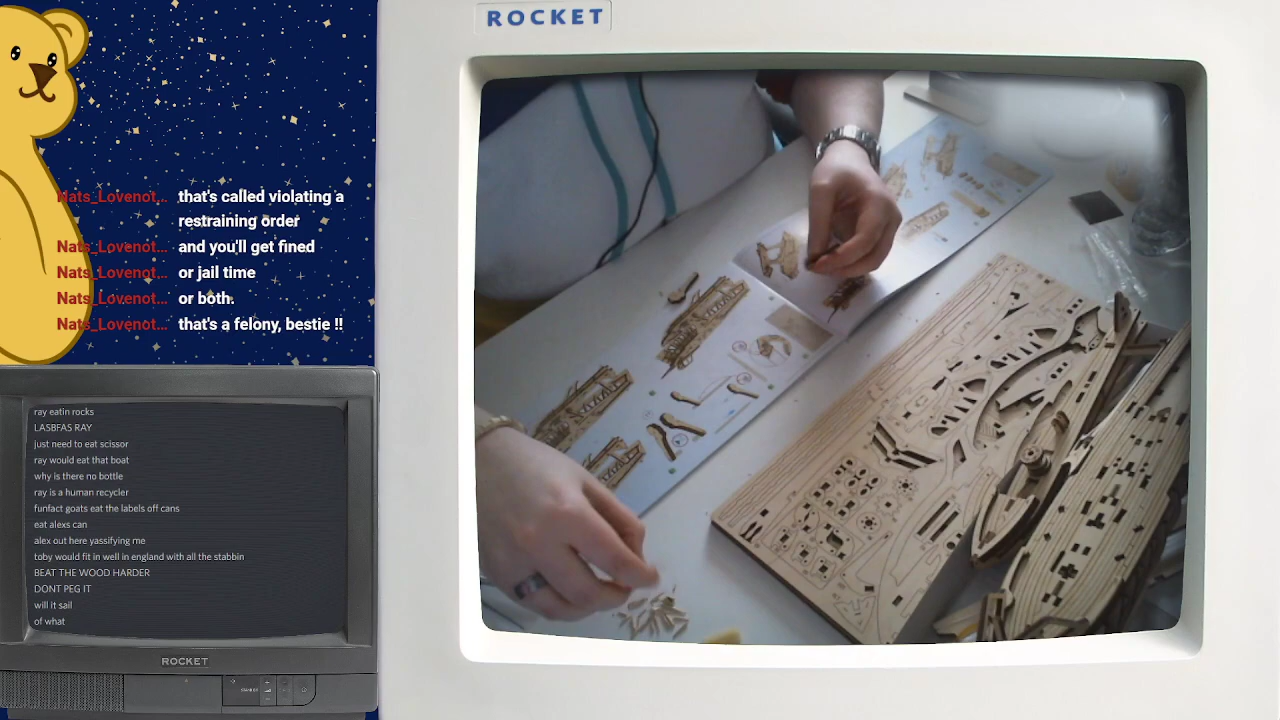 ROCKET
Nats_Lovenot... that's called violating a
restraining order
Nats_Lovenot... and you'll get fined
Nats_Lovenot... or jail time
Nats_Lovenot... or both.
Nats_Lovenot... that's a felony, bestie !!
ray eatin rocks
LASBFAS RAY
just need to eat scissor
ray would eat that boat
why is there no bottle
ray is a human recycler
funfact goats eat the labels off cans
eat alexs can
alex out here yassifying me
toby would fit in well in england with all the stabbin
BEAT THE WOOD HARDER
DONT PEG IT
will it sail
of what
ROCKET